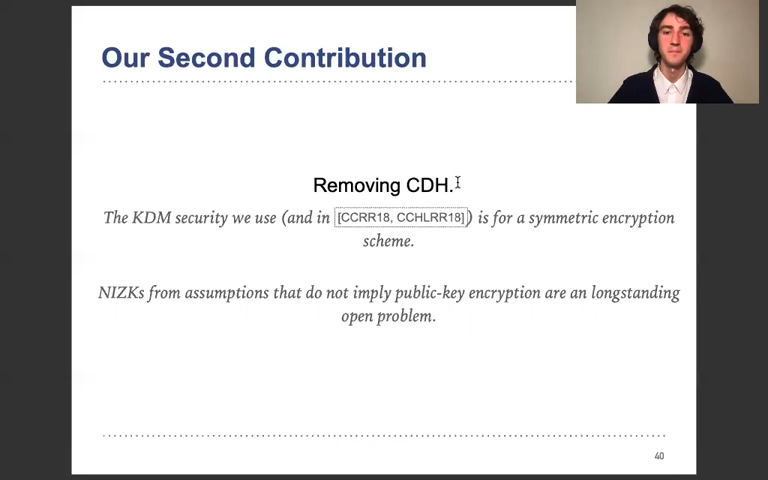 Our Second Contribution
Removing CDH.
The KDM security we use (and in [CCRR18, CCHLRR18]) is for a symmetric encryption
scheme.
NIZKs from assumptions that do not imply public-key encryption are an longstanding
open problem.
40